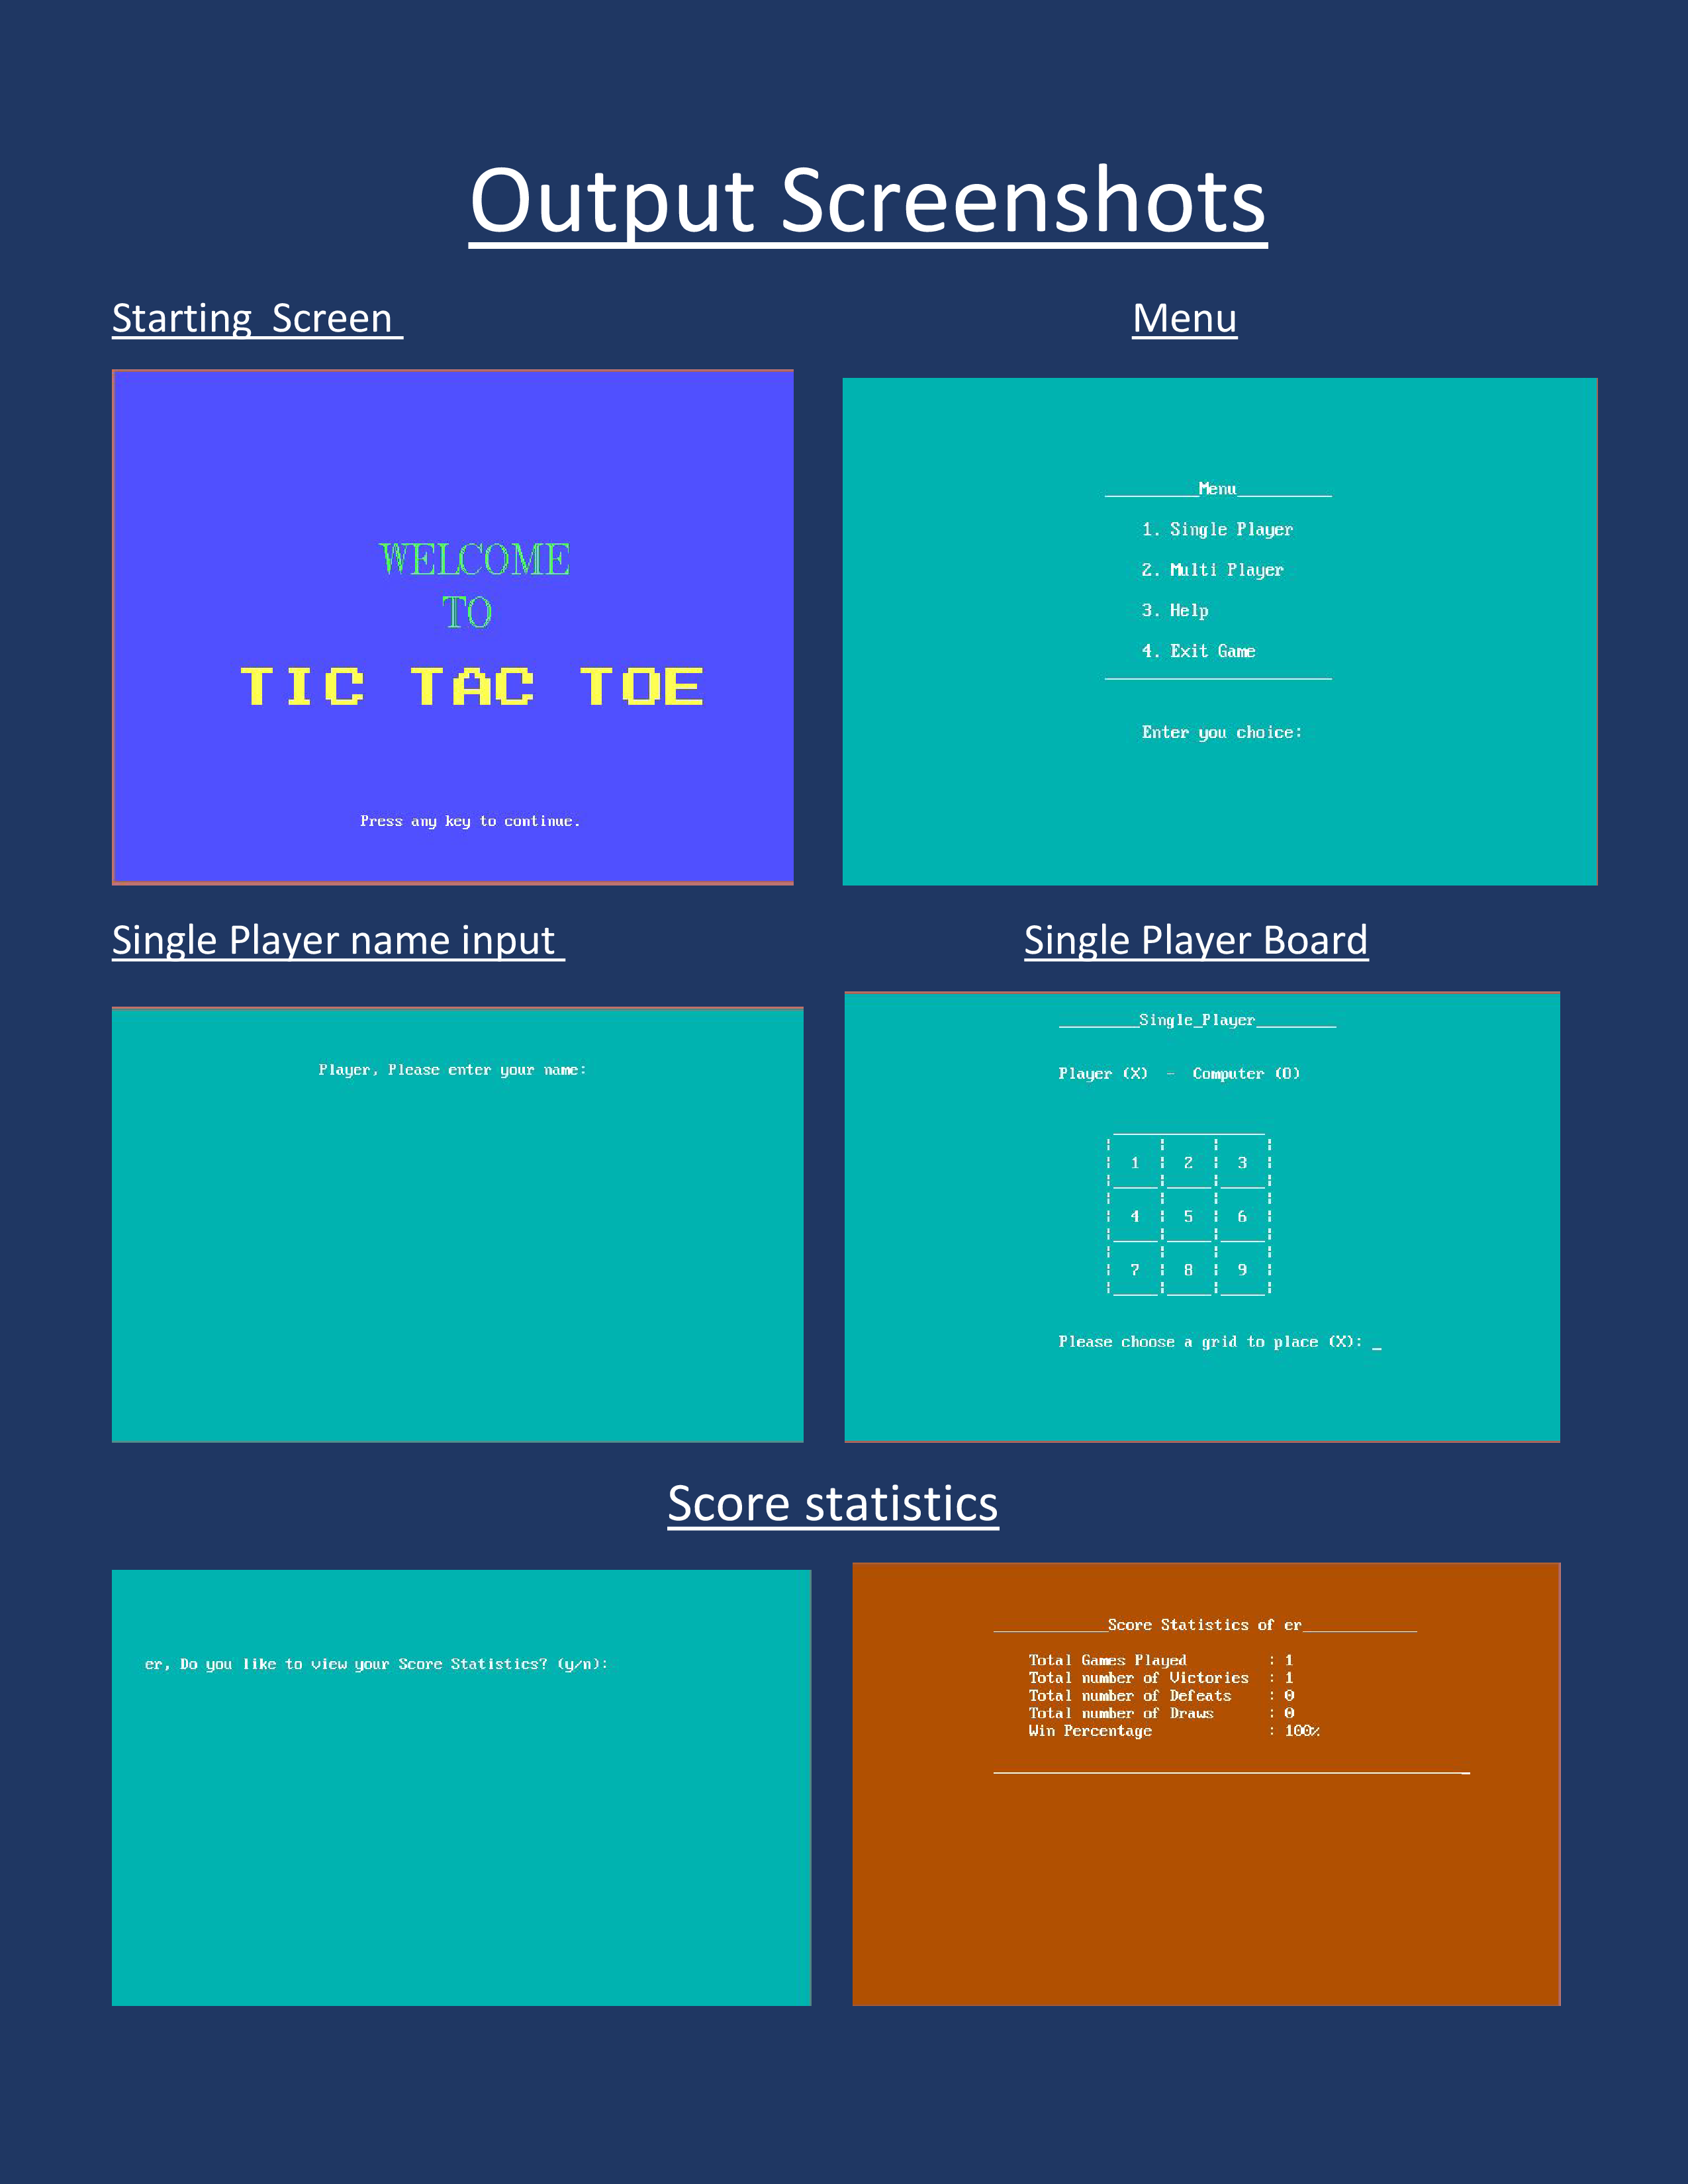 Output Screenshots
Starting  Screen
Menu
WELCOME
TO
TIC TAC TOE
Press any key to continue.
__________Menu__________
1. Single Player
2. Multi Player
3. Help
4. Exit Game
Enter you choice:
Single Player name input
Single Player Board
Player, Please enter your name:
_________Single_Player_________
Player (X)  -  Computer (O)
1 2 3
4 5 6
7 8 9
Please choose a grid to place (X): _
Score statistics
er, Do you like to view your Score Statistics? (y/n):
_____________Score Statistics of er_____________
Total Games Played : 1
Total number of Victories : 1
Total number of Defeats : 0
Total number of Draws : 0
Win Percentage : 100%